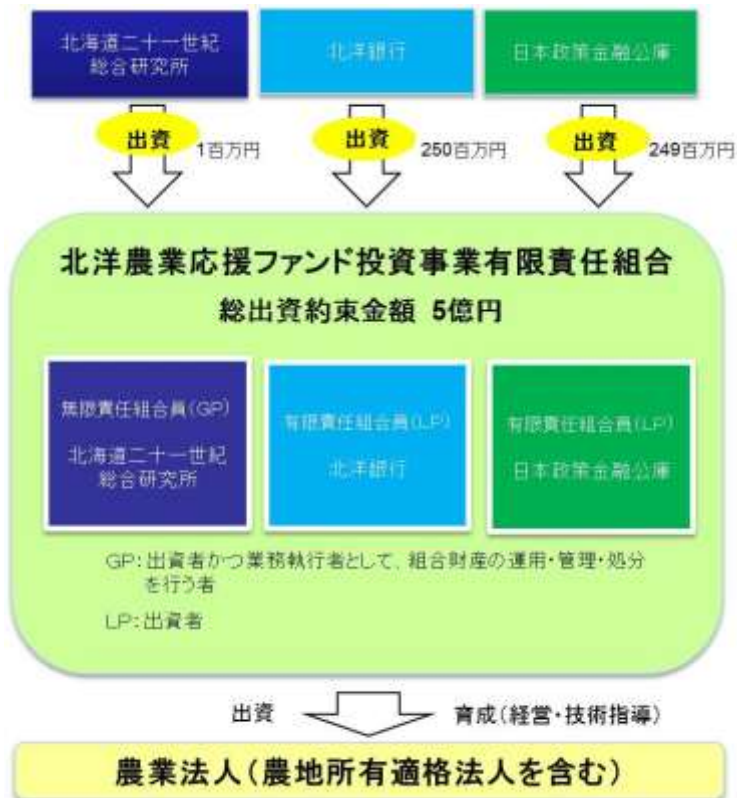 北海道二十一世紀
総合研究所
北洋銀行
日本政策金融公庫
出資
1百万円
出資
250百万円
出資
249百万円
北洋農業応援ファンド投資事業有限責任組合
総出資約束金額 5億円
無限責任組合員(GP)
北海道二十一世紀
総合研究所
有限責任組合員(LP)
北洋銀行
有限責任組合員(LP)
日本政策金融公庫
GP:出資者かつ業務執行者として、組合財産の運用・管理・処分
を行う者
LP:出資者
出資
育成(経営・技術指導)
農業法人(農地所有適格法人を含む)